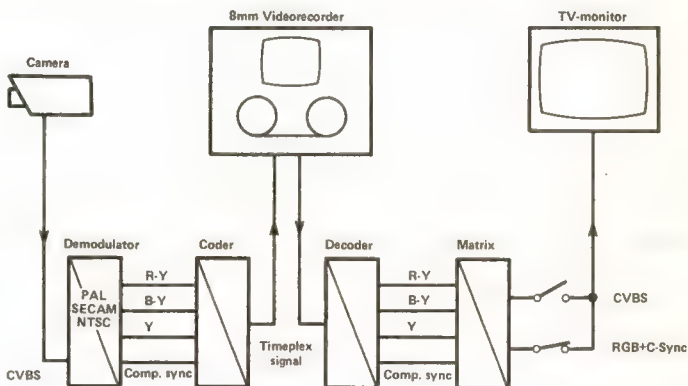 8mm Videorecorder
TV-monitor
Camera
Demodulator
Coder
Decoder
Matrix
PAL
SECAM
NTSC
R-Y
B-Y
Y
Comp. sync
CVBS
Timeplex
signal
R-Y
B-Y
Y
Comp. sync
CVBS
RGB+C-Sync